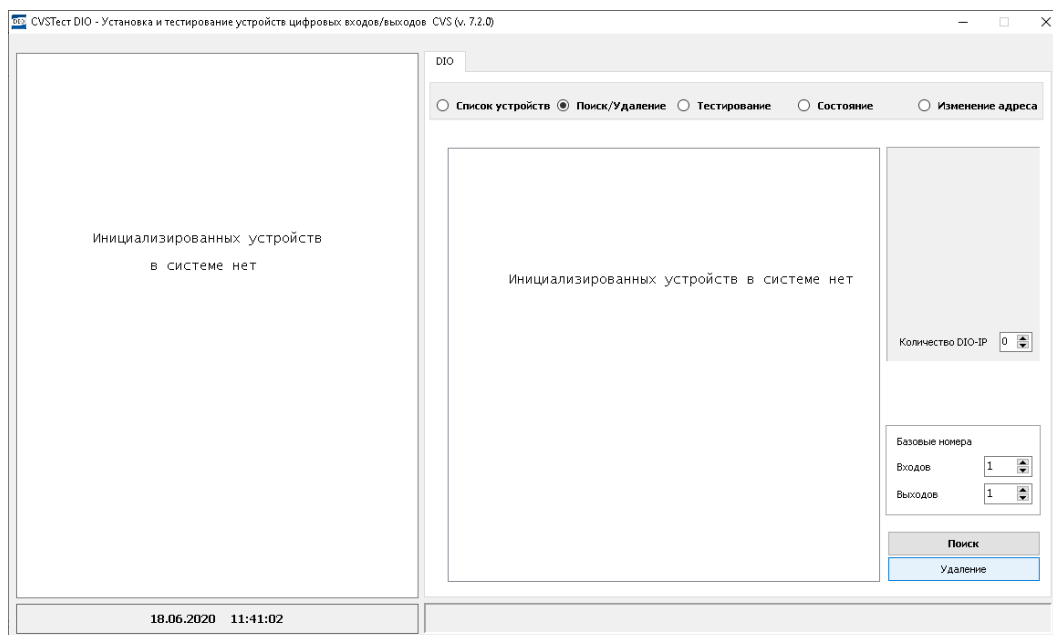 DIO CVSТест DIO - Установка и тестирование устройств цифровых входов/выходов CVS (v. 7.2.0)
DIO
Список устройств Поиск/Удаление Тестирование Состояние Изменение адреса
Инициализированных устройств
в системе нет
Инициализированных устройств в системе нет
Количество DIO-IP 0
Базовые номера
Входов 1
Выходов 1
Поиск
Удаление
18.06.2020 11:41:02